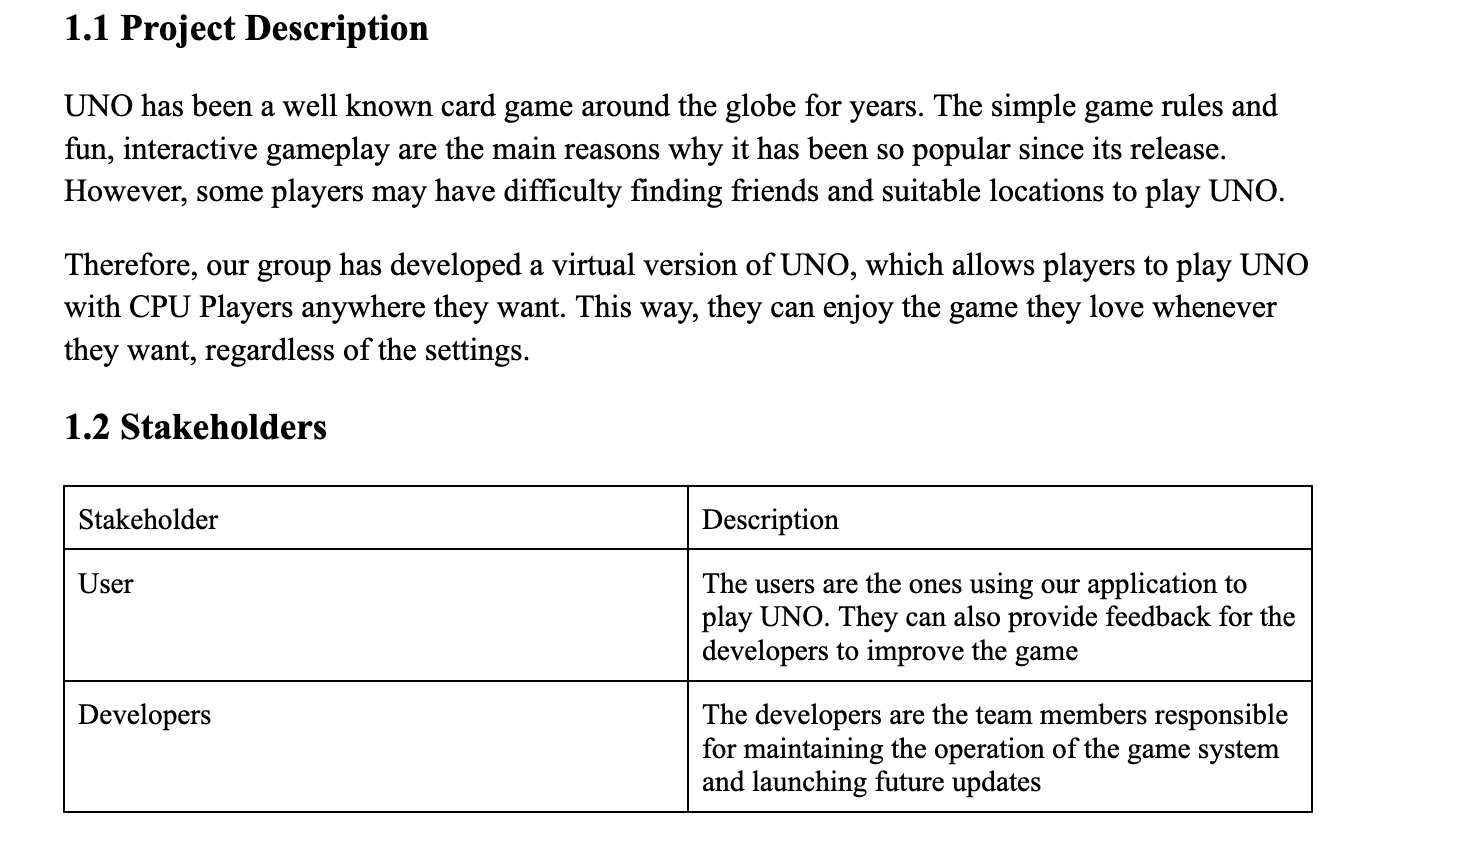 1.1 Project Description
UNO has been a well known card game around the globe for years. The simple game rules and
fun, interactive gameplay are the main reasons why it has been so popular since its release.
However, some players may have difficulty finding friends and suitable locations to play UNO.
Therefore, our group has developed a virtual version of UNO, which allows players to play UNO
with CPU Players anywhere they want. This way, they can enjoy the game they love whenever
they want, regardless of the settings.
1.2 Stakeholders
Stakeholder
Description
User
The users are the ones using our application to
play UNO. They can also provide feedback for the
developers to improve the game
Developers
The developers are the team members responsible
for maintaining the operation of the game system
and launching future updates